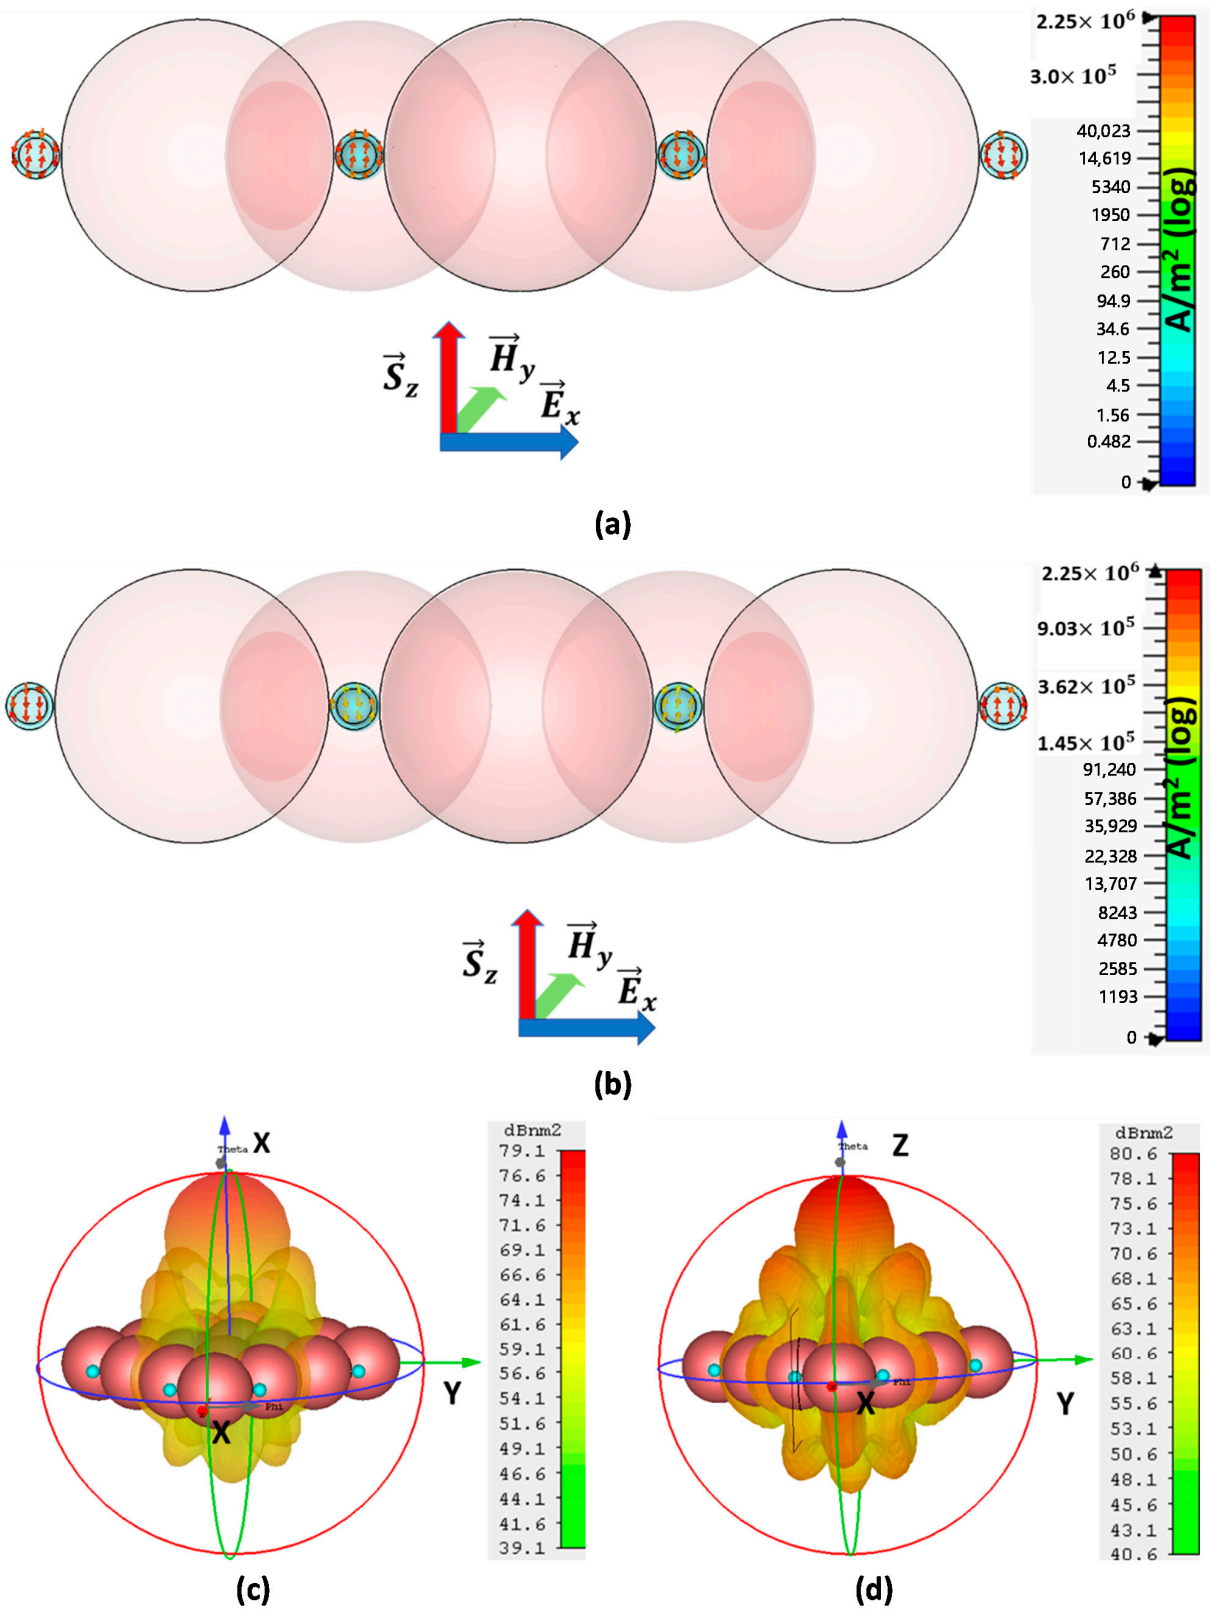 2.25× 10⁶
3.0× 10⁵
40,023
14,619
5340
1950
712
260
94.9
34.6
12.5
4.5
1.56
0.482
0
A/m² (log)
S⃗z
H⃗y
E⃗x
(a)
2.25× 10⁶
9.03× 10⁵
3.62× 10⁵
1.45× 10⁵
91,240
57,386
35,929
22,328
13,707
8243
4780
2585
1193
0
A/m² (log)
S⃗z
H⃗y
E⃗x
(b)
Theta
X
Y
Phi
X
dBnm2
79.1
76.6
74.1
71.6
69.1
66.6
64.1
61.6
59.1
56.6
54.1
51.6
49.1
46.6
44.1
41.6
39.1
(c)
Theta
Z
Y
Phi
X
dBnm2
80.6
78.1
75.6
73.1
70.6
68.1
65.6
63.1
60.6
58.1
55.6
53.1
50.6
48.1
45.6
43.1
40.6
(d)